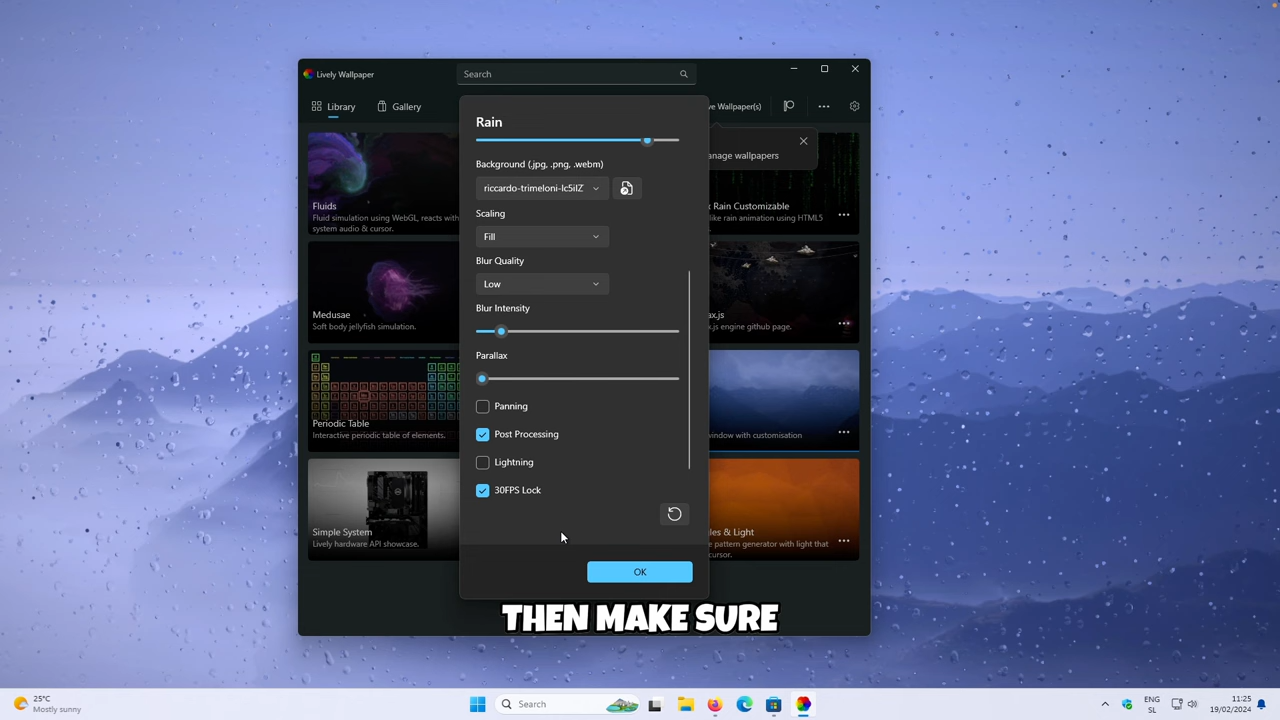 Lively Wallpaper
Search
Library
Gallery
ve Wallpaper(s)
anage wallpapers
Fluids
Fluid simulation using WebGL, reacts with
system audio & cursor.
Medusae
Soft body jellyfish simulation.
Periodic Table
Interactive periodic table of elements.
Simple System
Lively hardware API showcase.
Rain
Background (.jpg, .png, .webm)
riccardo-trimeloni-Ic5iIZ
Scaling
Fill
Blur Quality
Low
Blur Intensity
Parallax
Panning
Post Processing
Lightning
30FPS Lock
OK
x Rain Customizable
like rain animation using HTML5
ax.js
x.js engine github page.
window with customisation
les & Light
e pattern generator with light that
cursor.
THEN MAKE SURE
25°C
Mostly sunny
Search
ENG
SL
11:25
19/02/2024